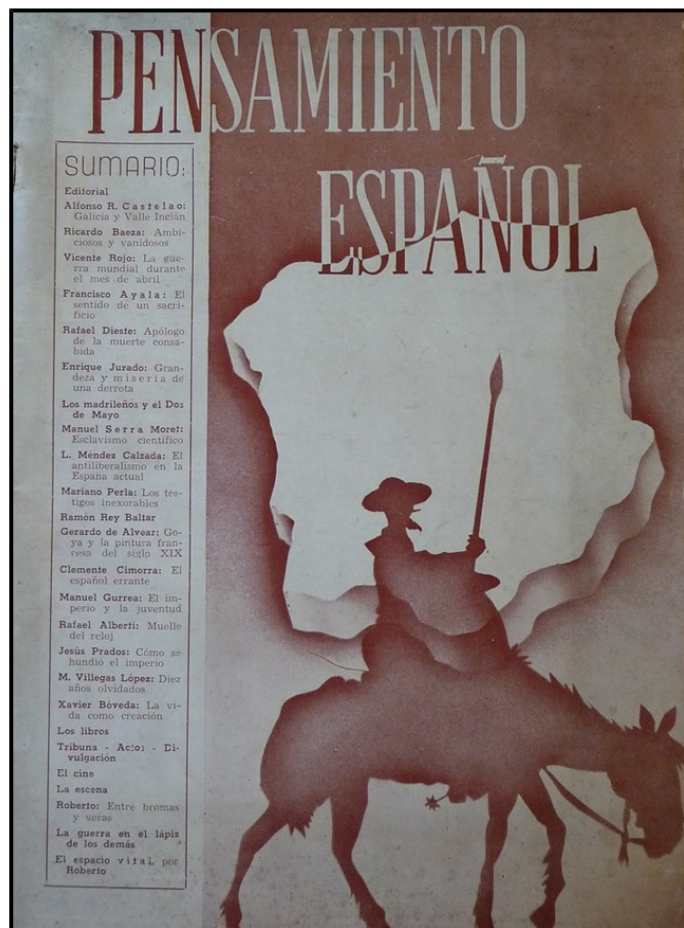 PENSAMIENTO
ESPAÑOL
SUMARIO:
Editorial
Alfonso R. Castelao:
Galicia y Valle Inclán
Ricardo Baeza: Ambi-
ciosos y vanidosos
Vicente Rojo: La gue-
rra mundial durante
el mes de abril
Francisco Ayala: El
sentido de un sacri-
ficio
Rafael Dieste: Apólogo
de la muerte consa-
bida
Enrique Jurado: Gran-
deza y miseria de
una derrota
Los madrileños y el Dos
de Mayo
Manuel Serra Moret:
Esclavismo científico
L. Méndez Calzada: El
antiliberalismo en la
España actual
Mariano Perla: Los tes-
tigos inexorables
Ramón Rey Baltar
Gerardo de Alvear: Go-
ya y la pintura fran-
cesa del siglo XIX
Clemente Cimorra: El
español errante
Manuel Gurrea: El im-
perio y la juventud
Rafael Alberti: Muelle
del reloj
Jesús Prados: Cómo se
hundió el imperio
M. Villegas López: Diez
años olvidados
Xavier Bóveda: La vi-
da como creación
Los libros
Tribuna - Actos - Di-
vulgación
El cine
La escena
Roberto: Entre bromas
y veras
La guerra en el lápiz
de los demás
El espacio vital, por
Roberto